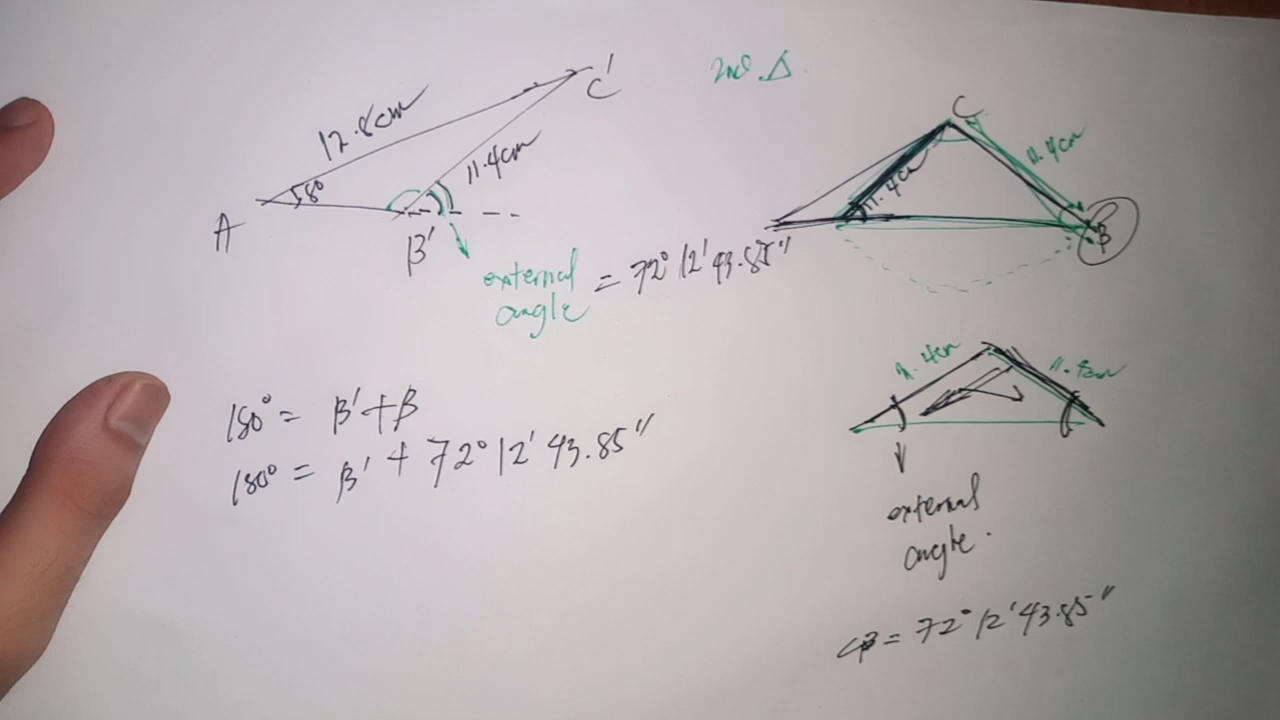 2nd. Δ
C'
12.8cm
11.4cm
58°
A
B'
external
angle
= 72° 12' 43.85"
C
11.4cm
11.4cm
B
11.4cm
11.4cm
external
angle.
180° = β' + β
180° = β' + 72° 12' 43.85"
∠β = 72° 12' 43.85"